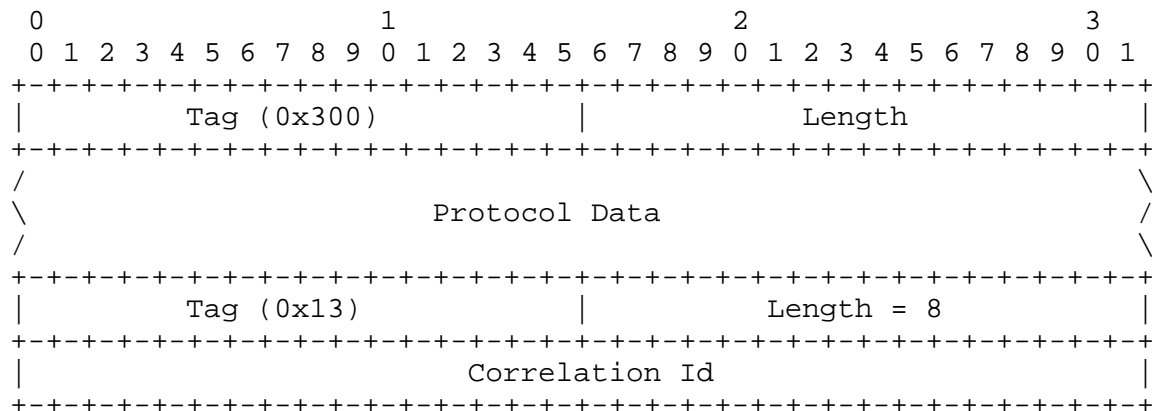 0                   1                   2                   3
 0 1 2 3 4 5 6 7 8 9 0 1 2 3 4 5 6 7 8 9 0 1 2 3 4 5 6 7 8 9 0 1
+-+-+-+-+-+-+-+-+-+-+-+-+-+-+-+-+-+-+-+-+-+-+-+-+-+-+-+-+-+-+-+-+
|         Tag (0x300)           |            Length             |
+-+-+-+-+-+-+-+-+-+-+-+-+-+-+-+-+-+-+-+-+-+-+-+-+-+-+-+-+-+-+-+-+
/                                                               \
\                       Protocol Data                           /
/                                                               \
+-+-+-+-+-+-+-+-+-+-+-+-+-+-+-+-+-+-+-+-+-+-+-+-+-+-+-+-+-+-+-+-+
|         Tag (0x13)            |          Length = 8           |
+-+-+-+-+-+-+-+-+-+-+-+-+-+-+-+-+-+-+-+-+-+-+-+-+-+-+-+-+-+-+-+-+
|                         Correlation Id                        |
+-+-+-+-+-+-+-+-+-+-+-+-+-+-+-+-+-+-+-+-+-+-+-+-+-+-+-+-+-+-+-+-+